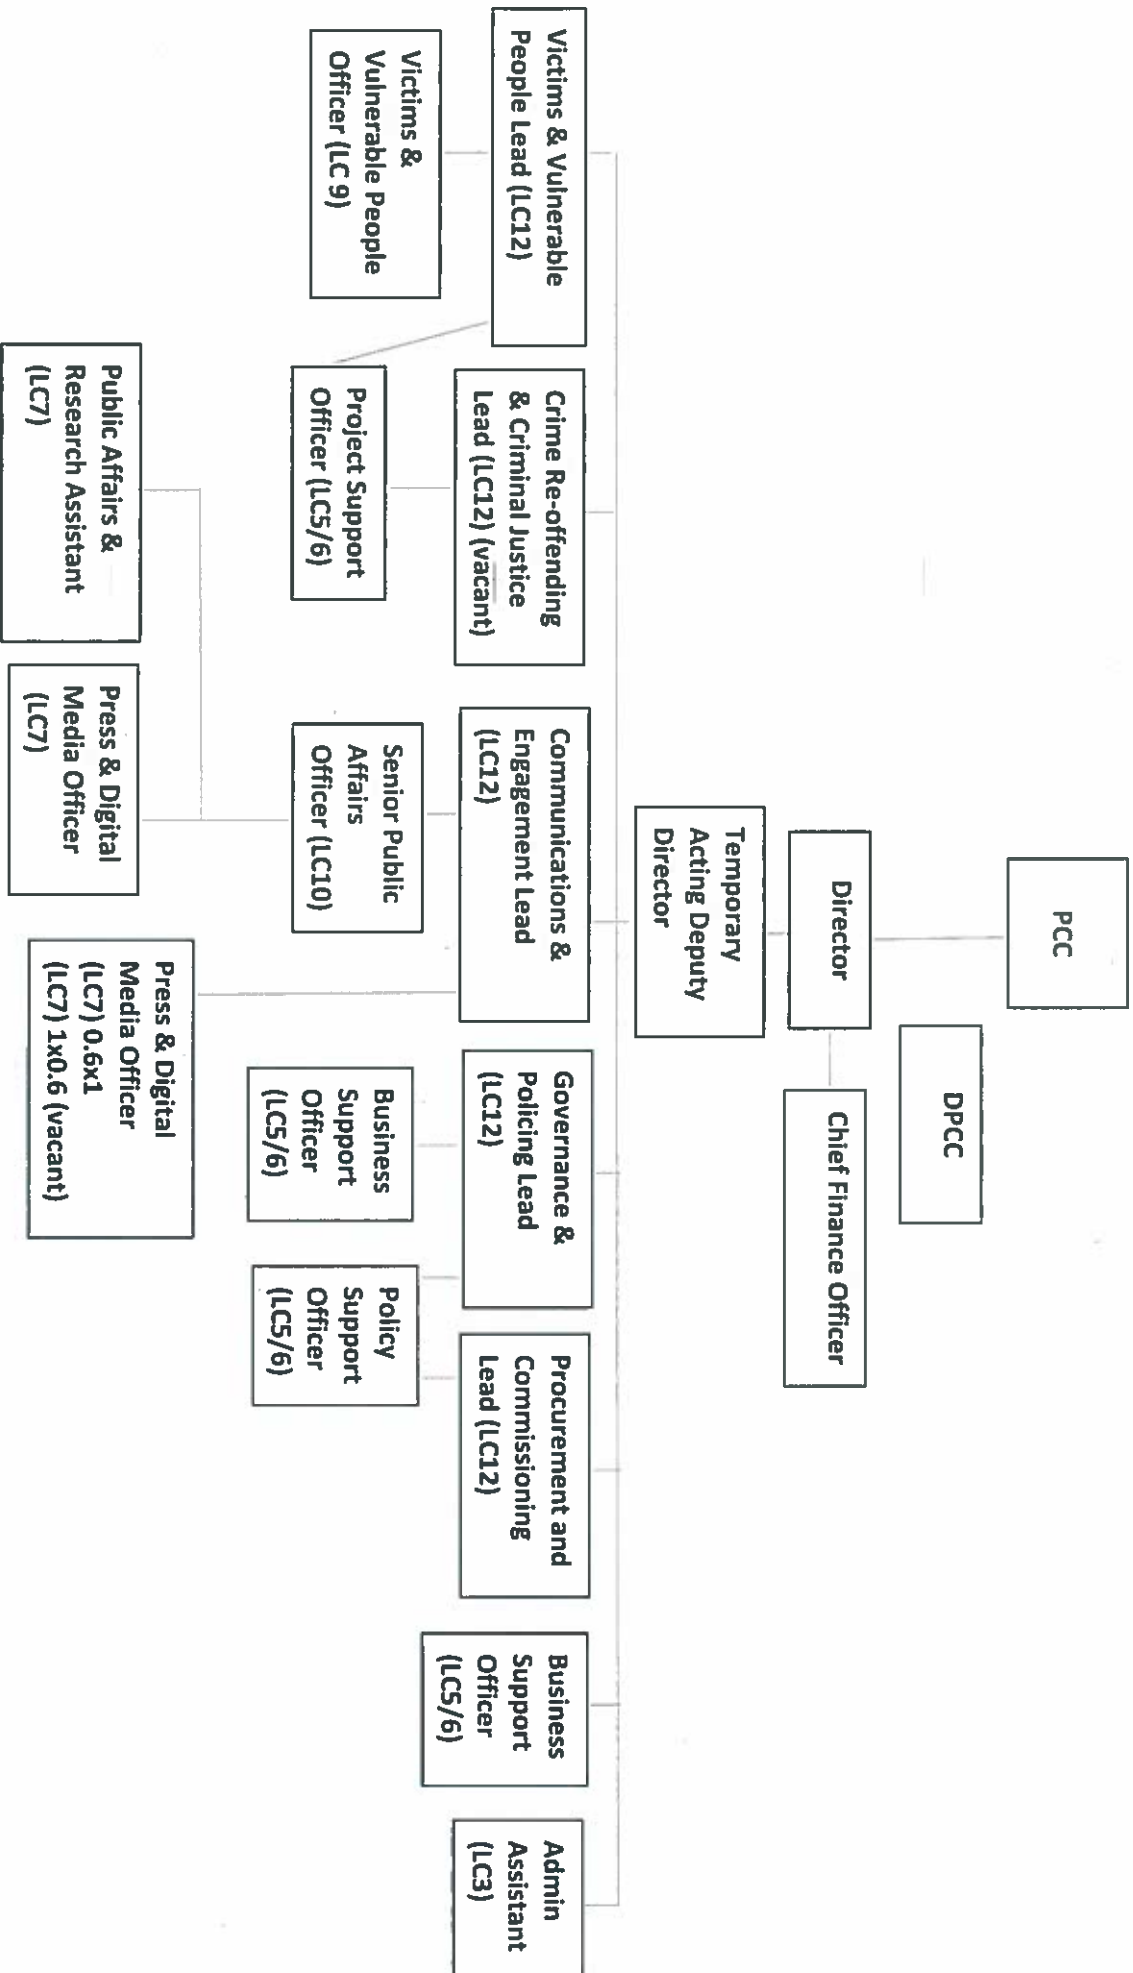 PCC
DPCC
Director
Chief Finance Officer
Temporary
Acting Deputy
Director
Victims & Vulnerable
People Lead (LC12)
Crime Re-offending
& Criminal Justice
Lead (LC12) (vacant)
Communications &
Engagement Lead
(LC12)
Governance &
Policing Lead
(LC12)
Procurement and
Commissioning
Lead (LC12)
Business
Support
Officer
(LC5/6)
Admin
Assistant
(LC3)
Victims &
Vulnerable People
Officer (LC 9)
Project Support
Officer (LC5/6)
Senior Public
Affairs
Officer (LC10)
Business
Support
Officer
(LC5/6)
Policy
Support
Officer
(LC5/6)
Public Affairs &
Research Assistant
(LC7)
Press & Digital
Media Officer
(LC7)
Press & Digital
Media Officer
(LC7) 0.6x1
(LC7) 1x0.6 (vacant)